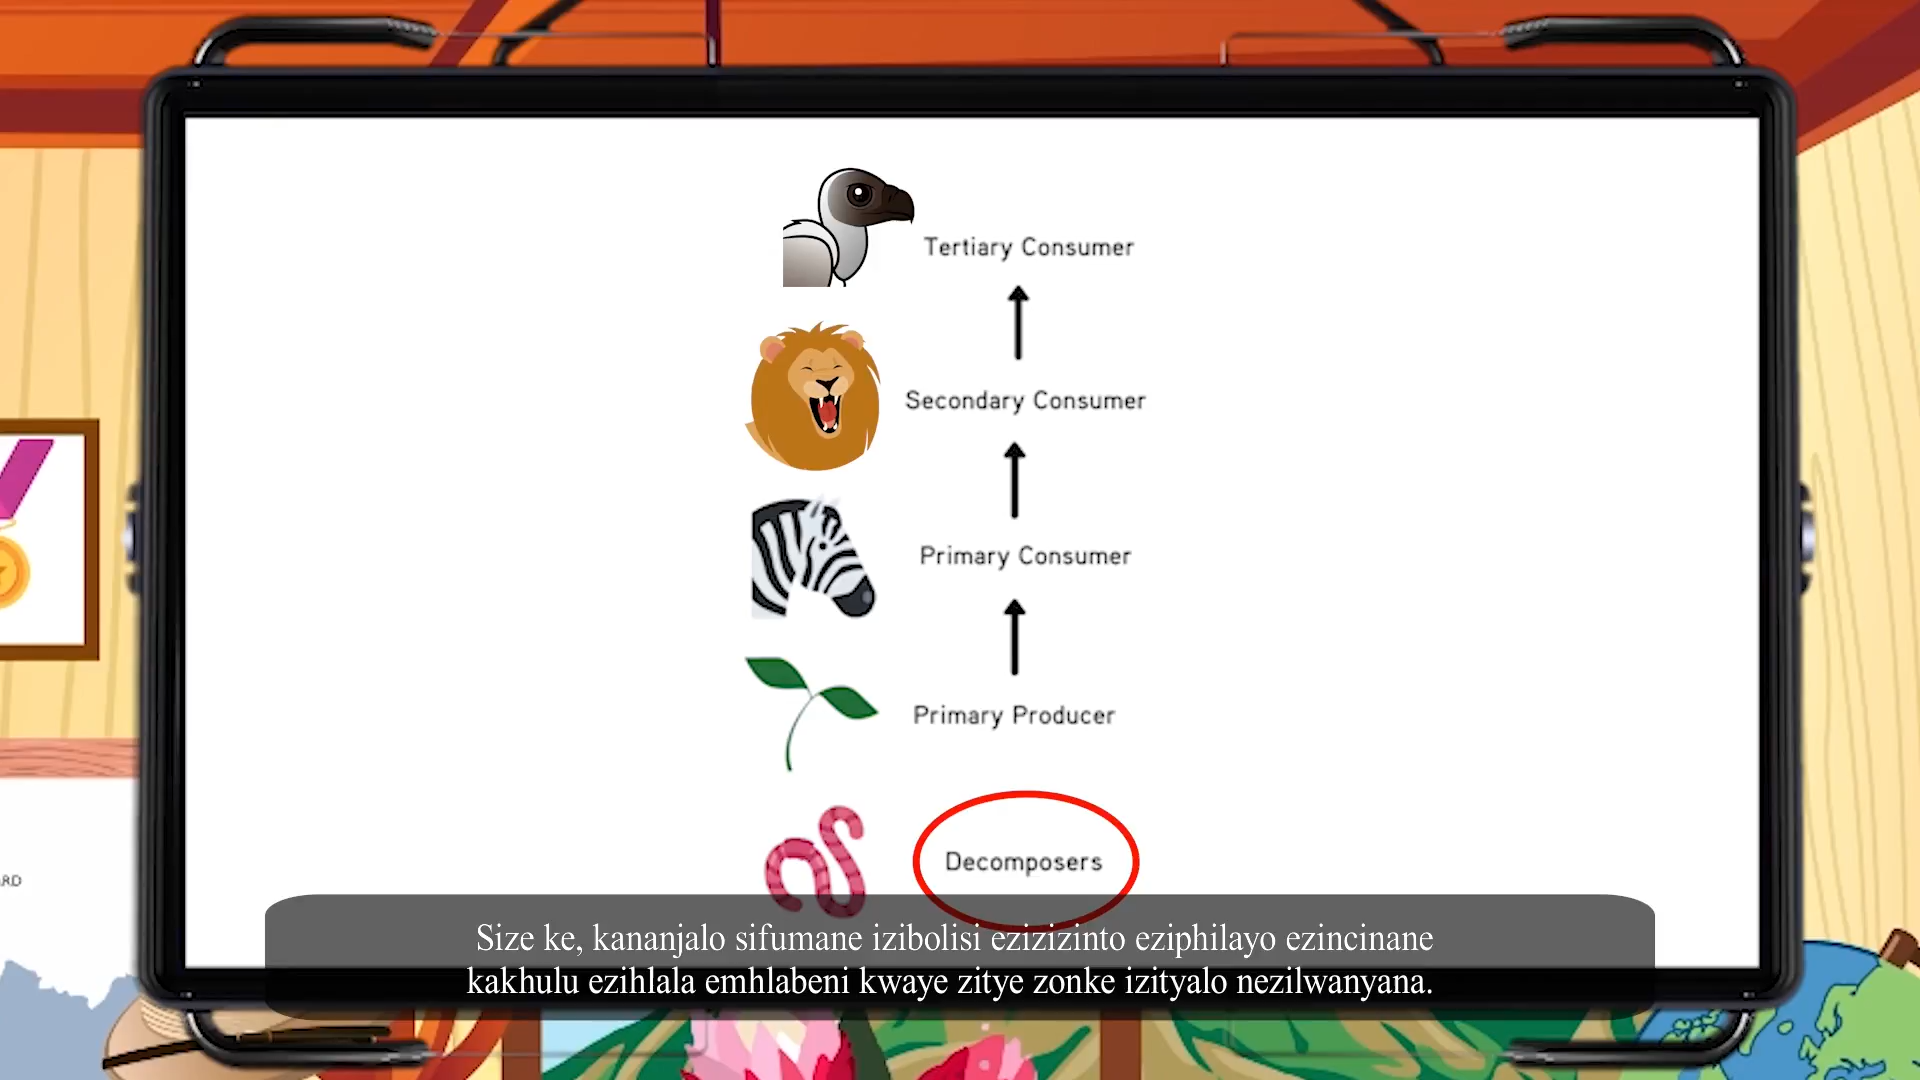 Tertiary Consumer
Secondary Consumer
Primary Consumer
Primary Producer
Decomposers
Size ke, kananjalo sifumane izibolisi ezizizinto eziphilayo ezincinane
kakhulu ezihlala emhlabeni kwaye zitye zonke izityalo nezilwanyana.